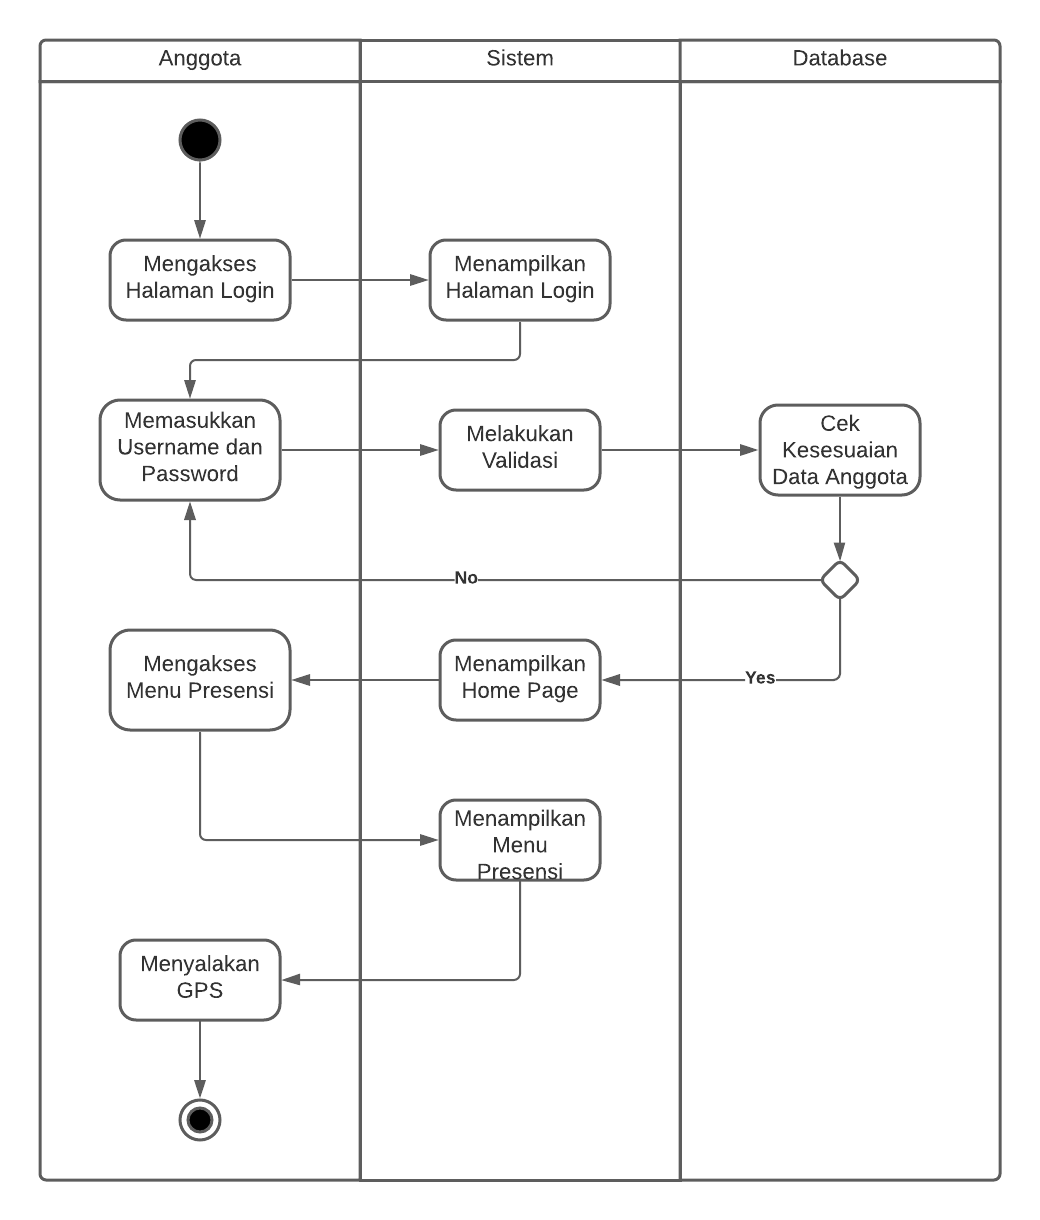 Anggota
Sistem
Database
Mengakses
Halaman Login
Menampilkan
Halaman Login
Memasukkan
Username dan
Password
Melakukan
Validasi
Cek
Kesesuaian
Data Anggota
No
Yes
Menampilkan
Home Page
Mengakses
Menu Presensi
Menampilkan
Menu
Presensi
Menyalakan
GPS